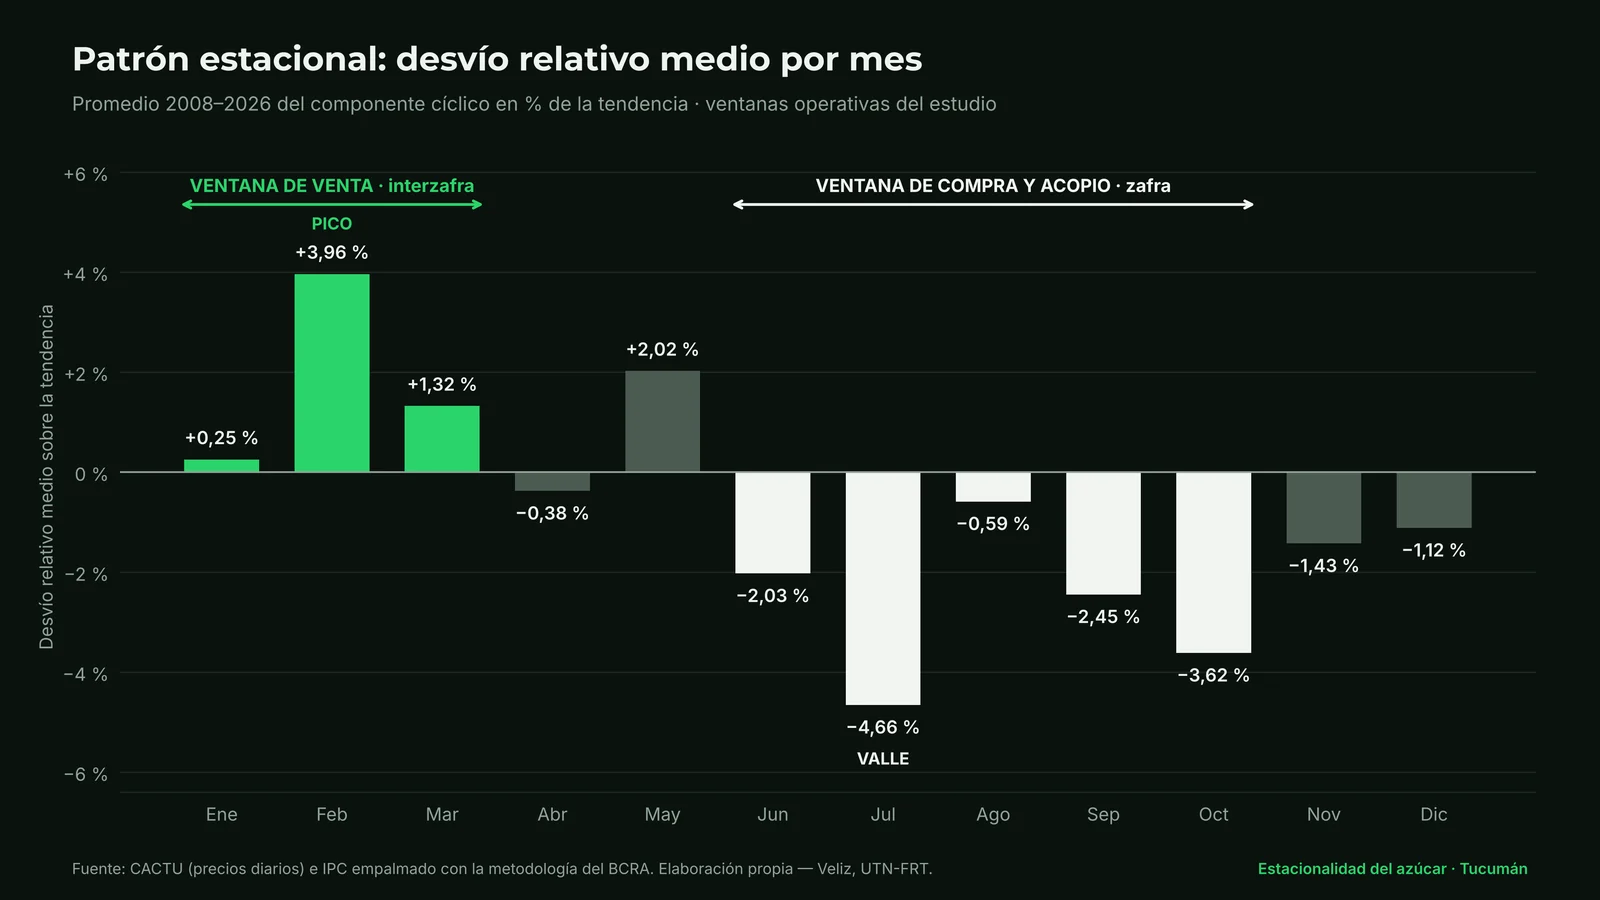 Patrón estacional: desvío relativo medio por mes
Promedio 2008–2026 del componente cíclico en % de la tendencia · ventanas operativas del estudio
Desvío relativo medio sobre la tendencia
+6 %
+4 %
+2 %
0 %
−2 %
−4 %
−6 %
VENTANA DE VENTA · interzafra
VENTANA DE COMPRA Y ACOPIO · zafra
PICO
+0,25 %
+3,96 %
+1,32 %
−0,38 %
+2,02 %
−2,03 %
−4,66 %
VALLE
−0,59 %
−2,45 %
−3,62 %
−1,43 %
−1,12 %
Ene Feb Mar Abr May Jun Jul Ago Sep Oct Nov Dic
Fuente: CACTU (precios diarios) e IPC empalmado con la metodología del BCRA. Elaboración propia — Veliz, UTN-FRT.
Estacionalidad del azúcar · Tucumán